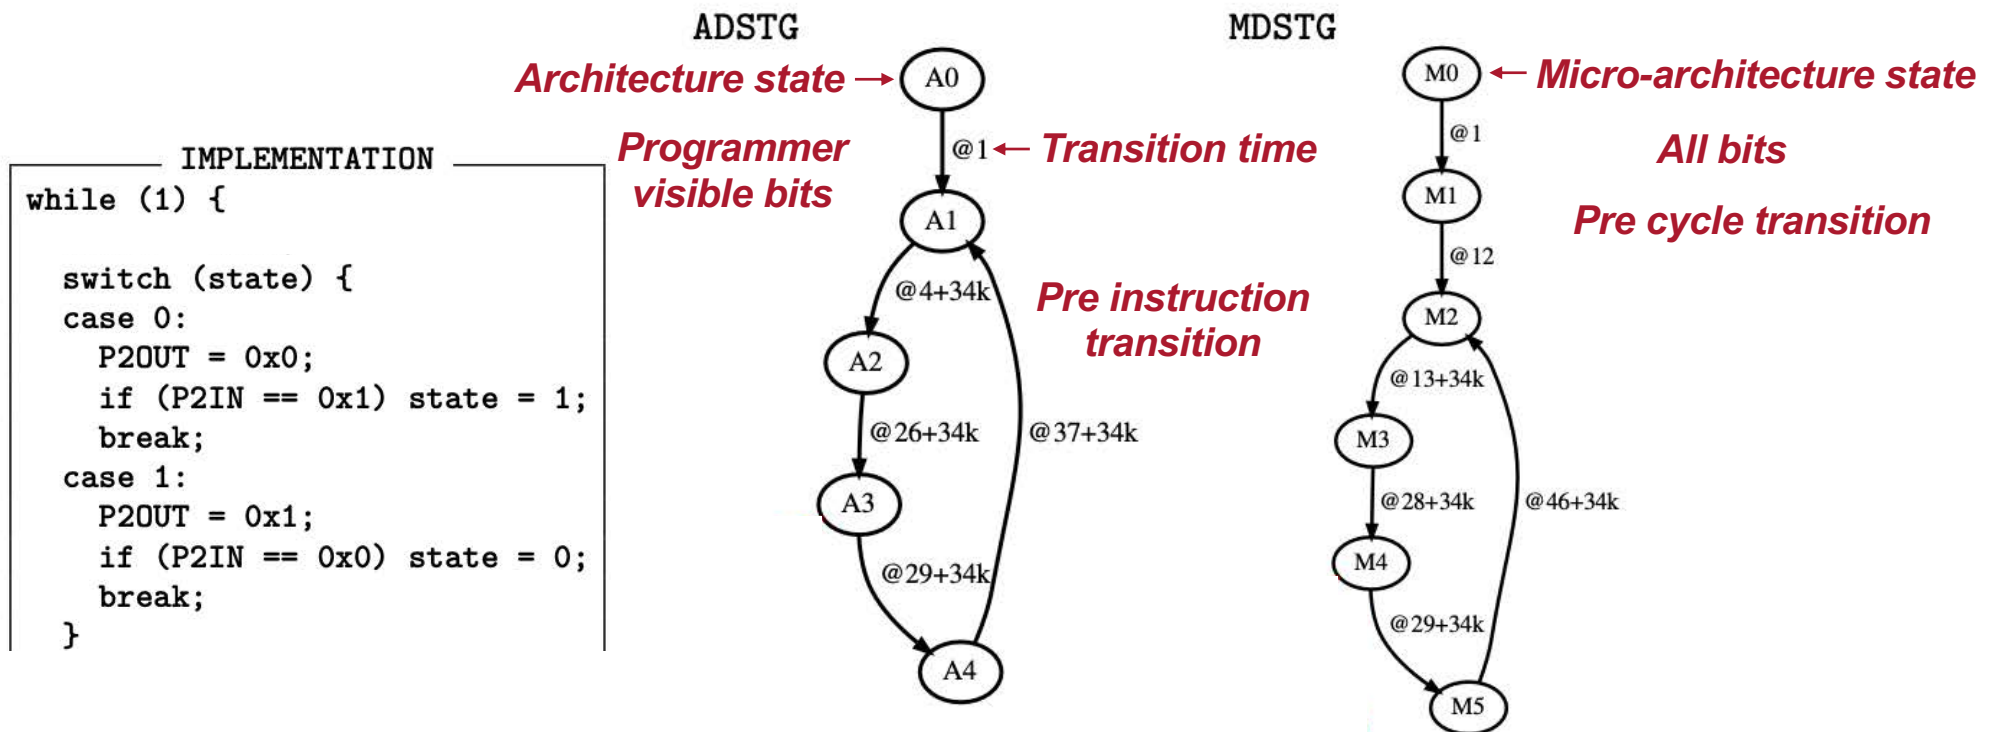 IMPLEMENTATION
while (1) {
switch (state) {
case 0:
P2OUT = 0x0;
if (P2IN == 0x1) state = 1;
break;
case 1:
P2OUT = 0x1;
if (P2IN == 0x0) state = 0;
break;
}
ADSTG
Architecture state
A0
Programmer
visible bits
@1
Transition time
A1
@4+34k
Pre instruction
transition
A2
@26+34k
@37+34k
A3
@29+34k
A4
MDSTG
M0
Micro-architecture state
@1
All bits
M1
Pre cycle transition
@12
M2
@13+34k
M3
@28+34k
@46+34k
M4
@29+34k
M5